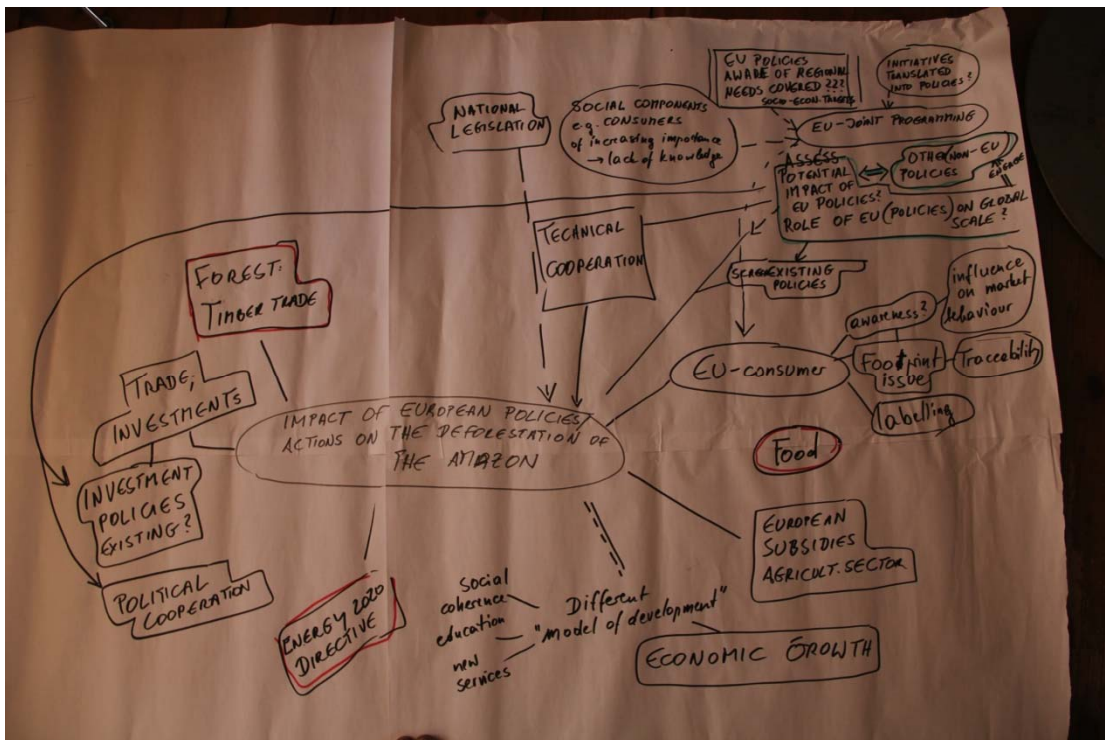 EU POLICIES
AWARE OF REGIONAL
NEEDS COVERED ???
SOCIO-ECON. TARGETS
INITIATIVES
TRANSLATED
INTO POLICIES?
NATIONAL
LEGISLATION
SOCIAL COMPONENTS
e.g. CONSUMERS
of increasing importance
→ lack of knowledge
EU-JOINT PROGRAMMING
ASSESS
POTENTIAL
IMPACT OF
EU POLICIES?
ROLE OF EU (POLICIES) ON GLOBAL
SCALE?
OTHER NON-EU
POLICIES
ENGAGE
TECHNICAL
COOPERATION
EXISTING
POLICIES
FOREST:
TIMBER TRADE
influence
on market
behaviour
awareness?
EU-consumer
Footprint
issue
Traceability
labelling
TRADE,
INVESTMENTS
IMPACT OF EUROPEAN POLICIES/
ACTIONS ON THE DEFORESTATION OF
THE AMAZON
Food
INVESTMENT
POLICIES
EXISTING?
EUROPEAN
SUBSIDIES
AGRICULT. SECTOR
POLITICAL
COOPERATION
ENERGY 2020
DIRECTIVE
social
coherence
education
new
services
Different
"model of development"
ECONOMIC GROWTH